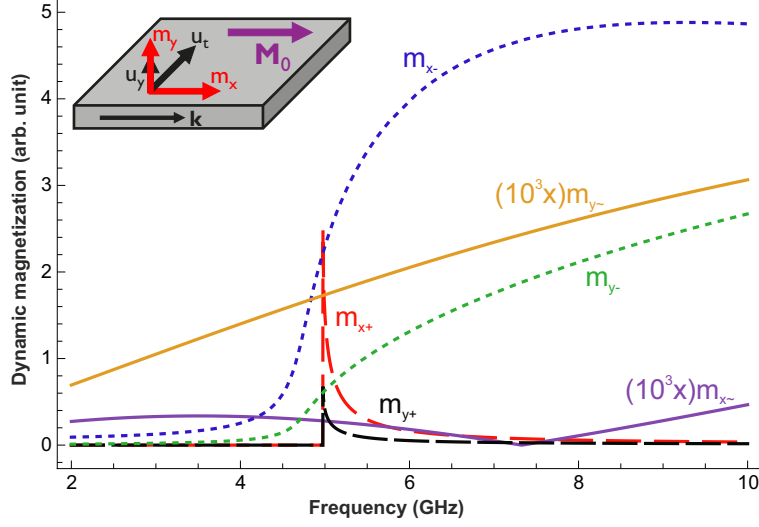 Dynamic magnetization (arb. unit)
5
4
3
2
1
0
m_y
u_t
M_0
u_y
m_x
k
m_x-
(10^3x)m_y~
m_y-
m_x+
m_y+
(10^3x)m_x~
2
4
6
8
10
Frequency (GHz)